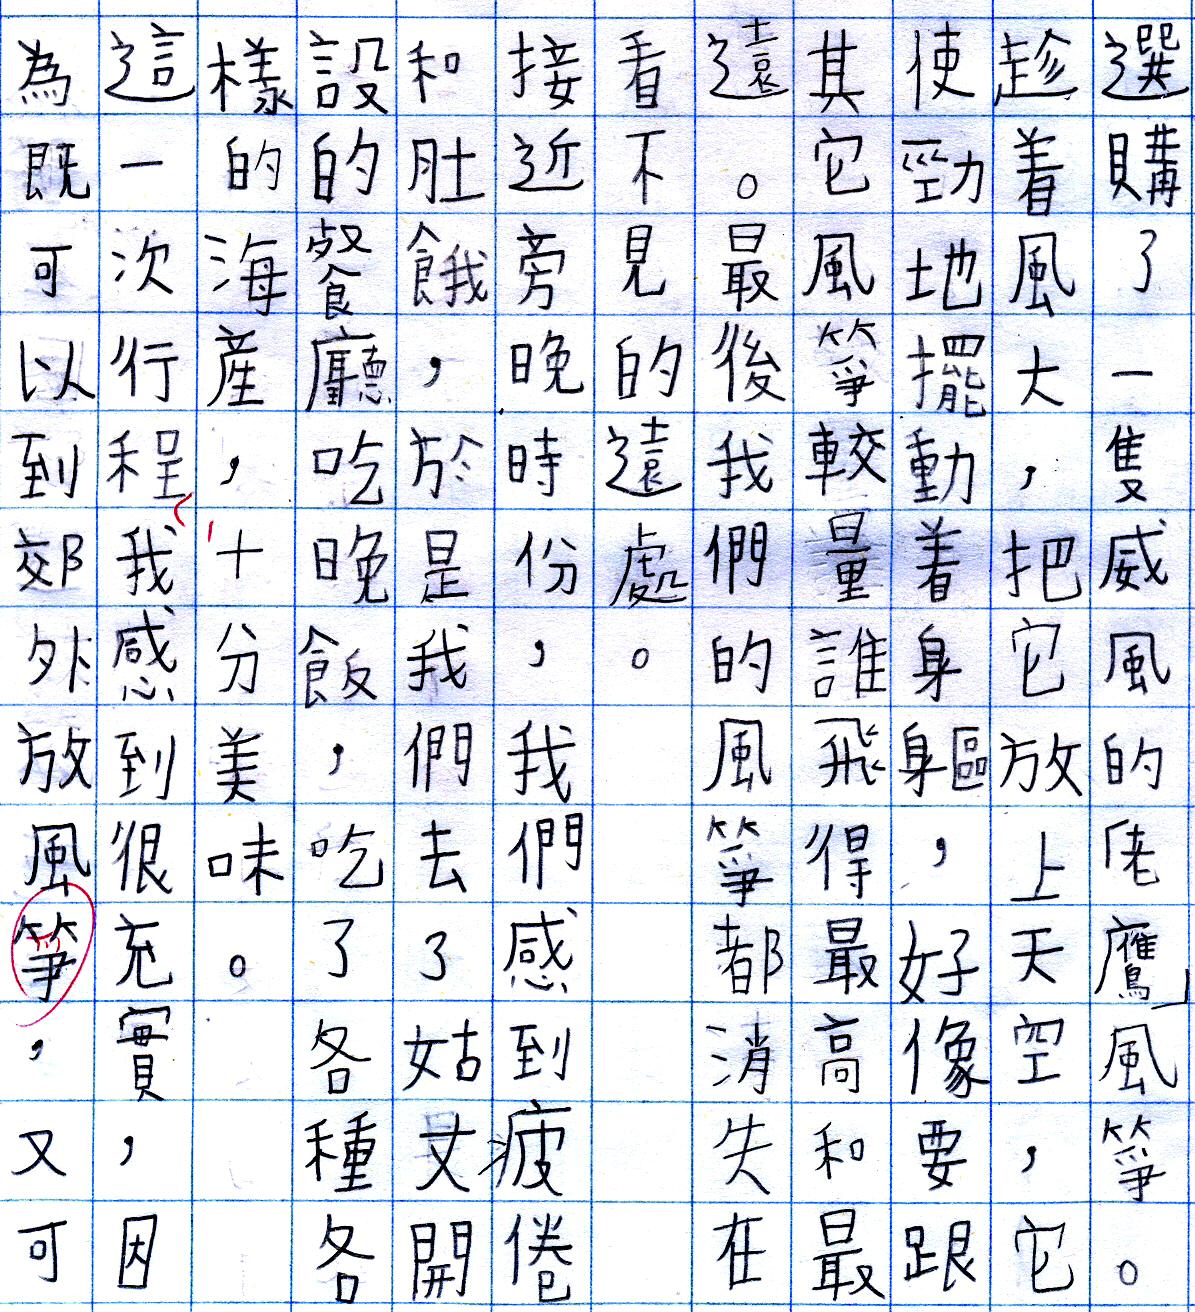 選購了一隻威風的「老鷹」風箏。
趁着風大，把它放上天空，它
使勁地擺動着身軀，好像要跟
其它風箏較量誰飛得最高和最
遠。最後我們的風箏都消失在
看不見的遠處。
接近旁晚時份，我們感到疲倦
和肚餓，於是我們去了姑丈開
設的餐廳吃晚飯，吃了各種各
樣的海產，十分美味。
這一次行程我感到很充實，因
為既可以到郊外放風箏，又可